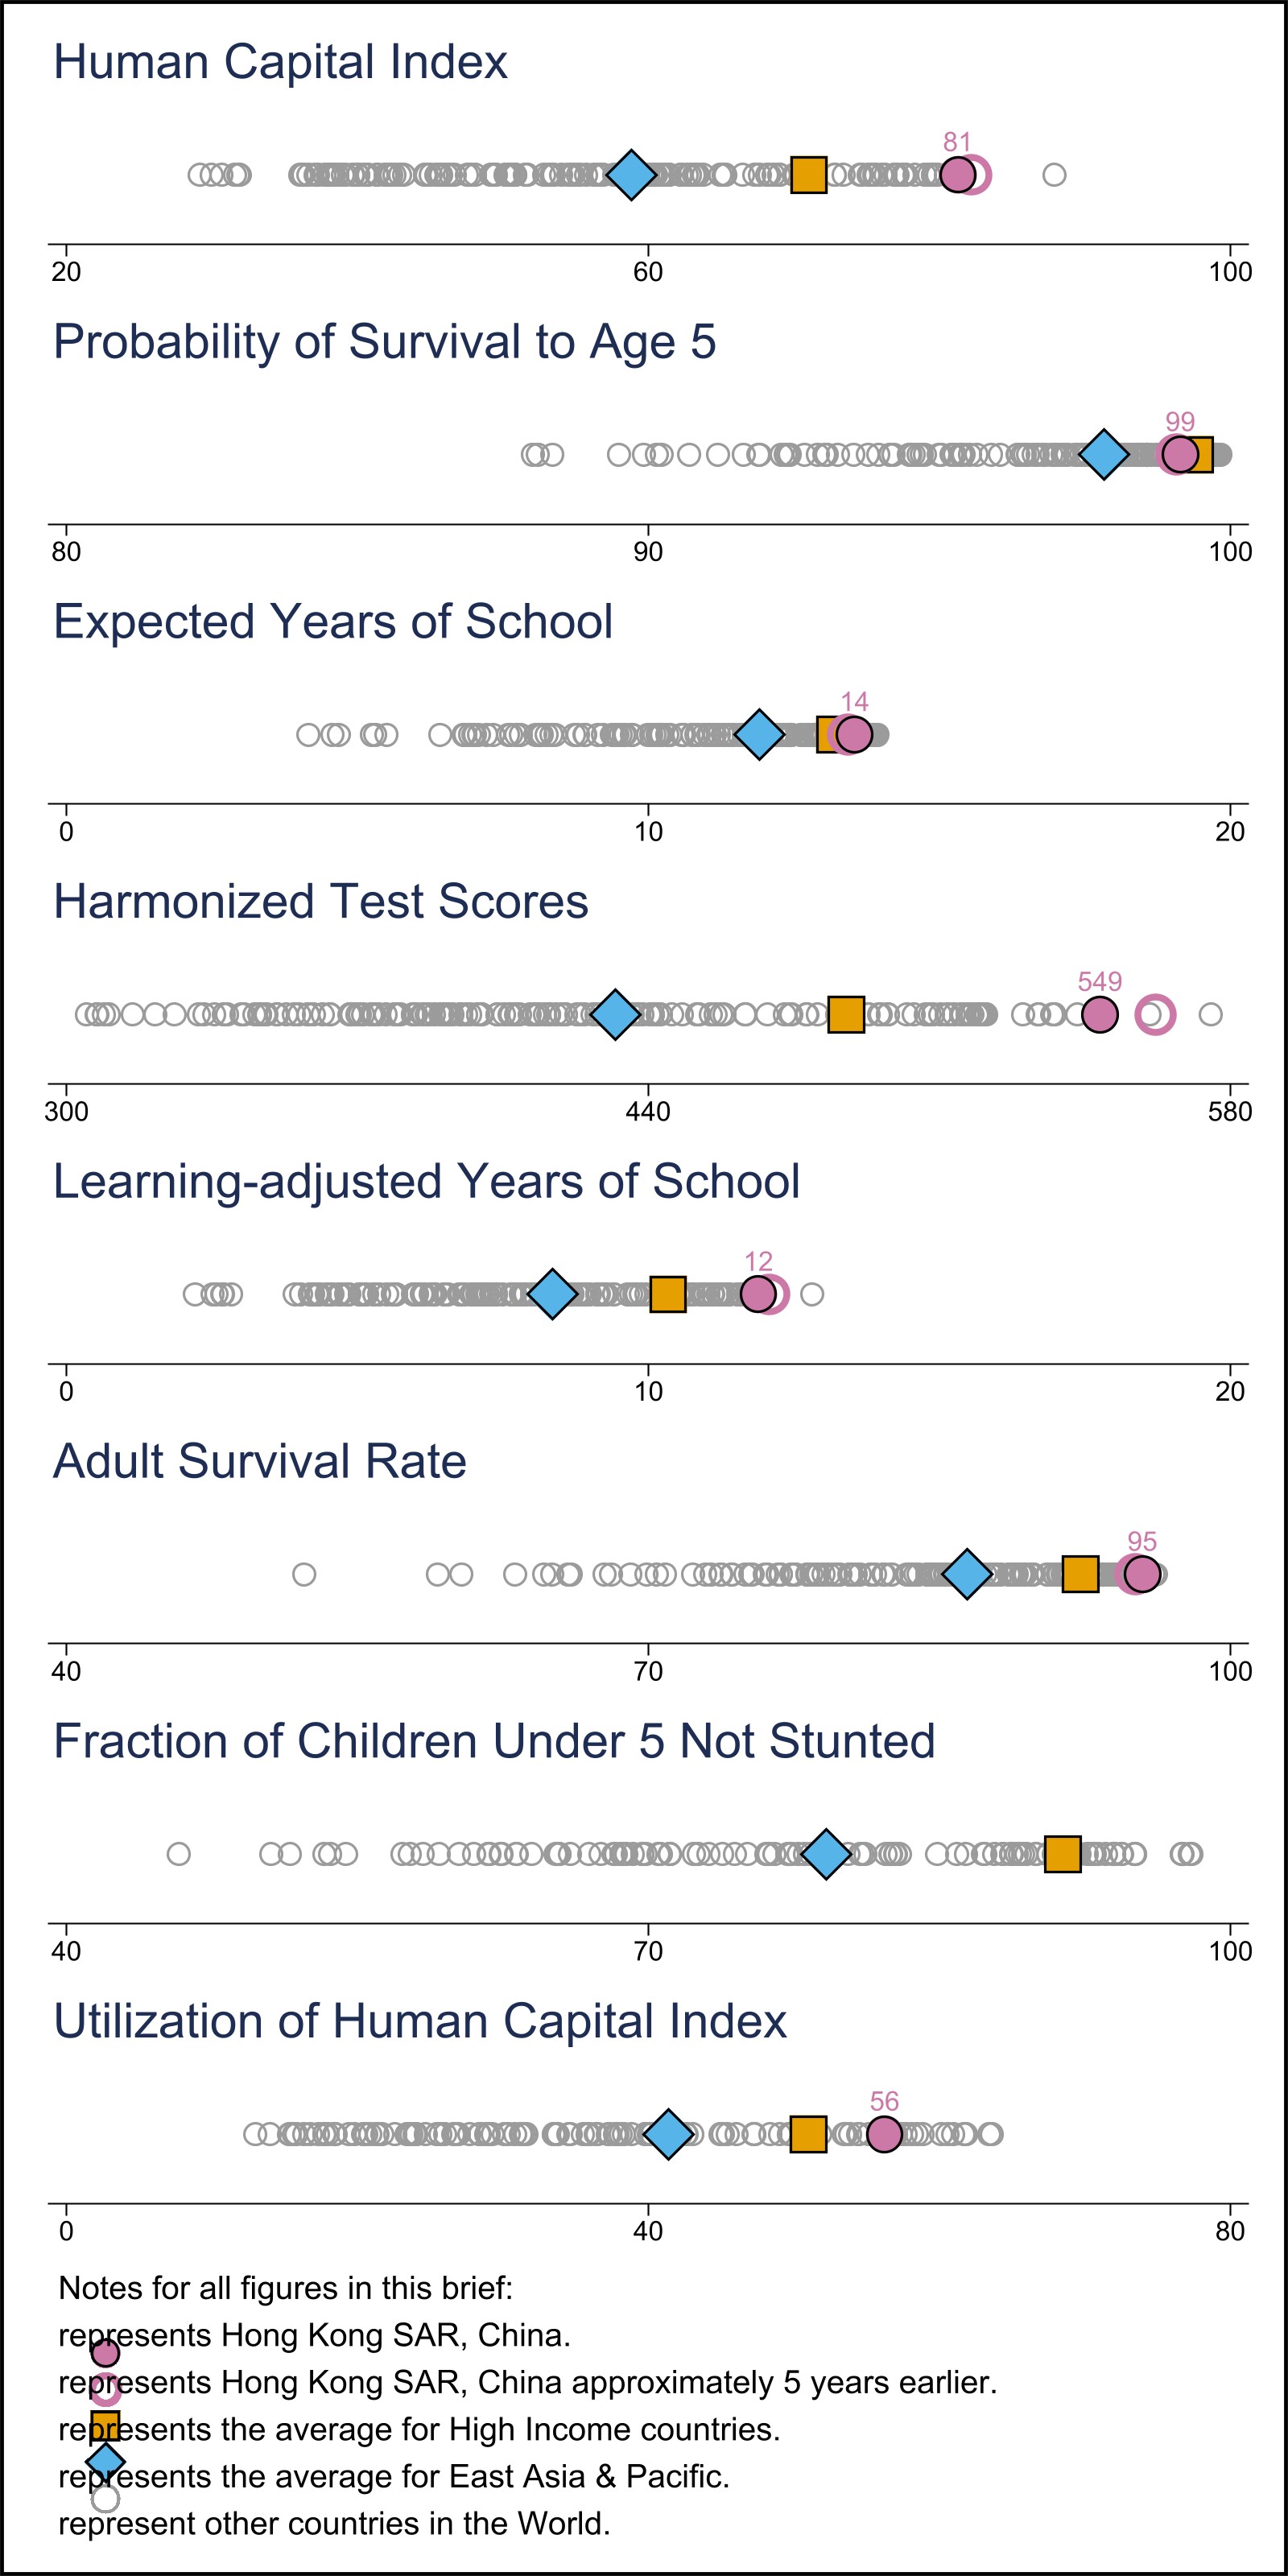 Human Capital Index
81
20 60 100
Probability of Survival to Age 5
99
80 90 100
Expected Years of School
14
0 10 20
Harmonized Test Scores
549
300 440 580
Learning-adjusted Years of School
12
0 10 20
Adult Survival Rate
95
40 70 100
Fraction of Children Under 5 Not Stunted
40 70 100
Utilization of Human Capital Index
56
0 40 80
Notes for all figures in this brief:
represents Hong Kong SAR, China.
represents Hong Kong SAR, China approximately 5 years earlier.
represents the average for High Income countries.
represents the average for East Asia & Pacific.
represent other countries in the World.